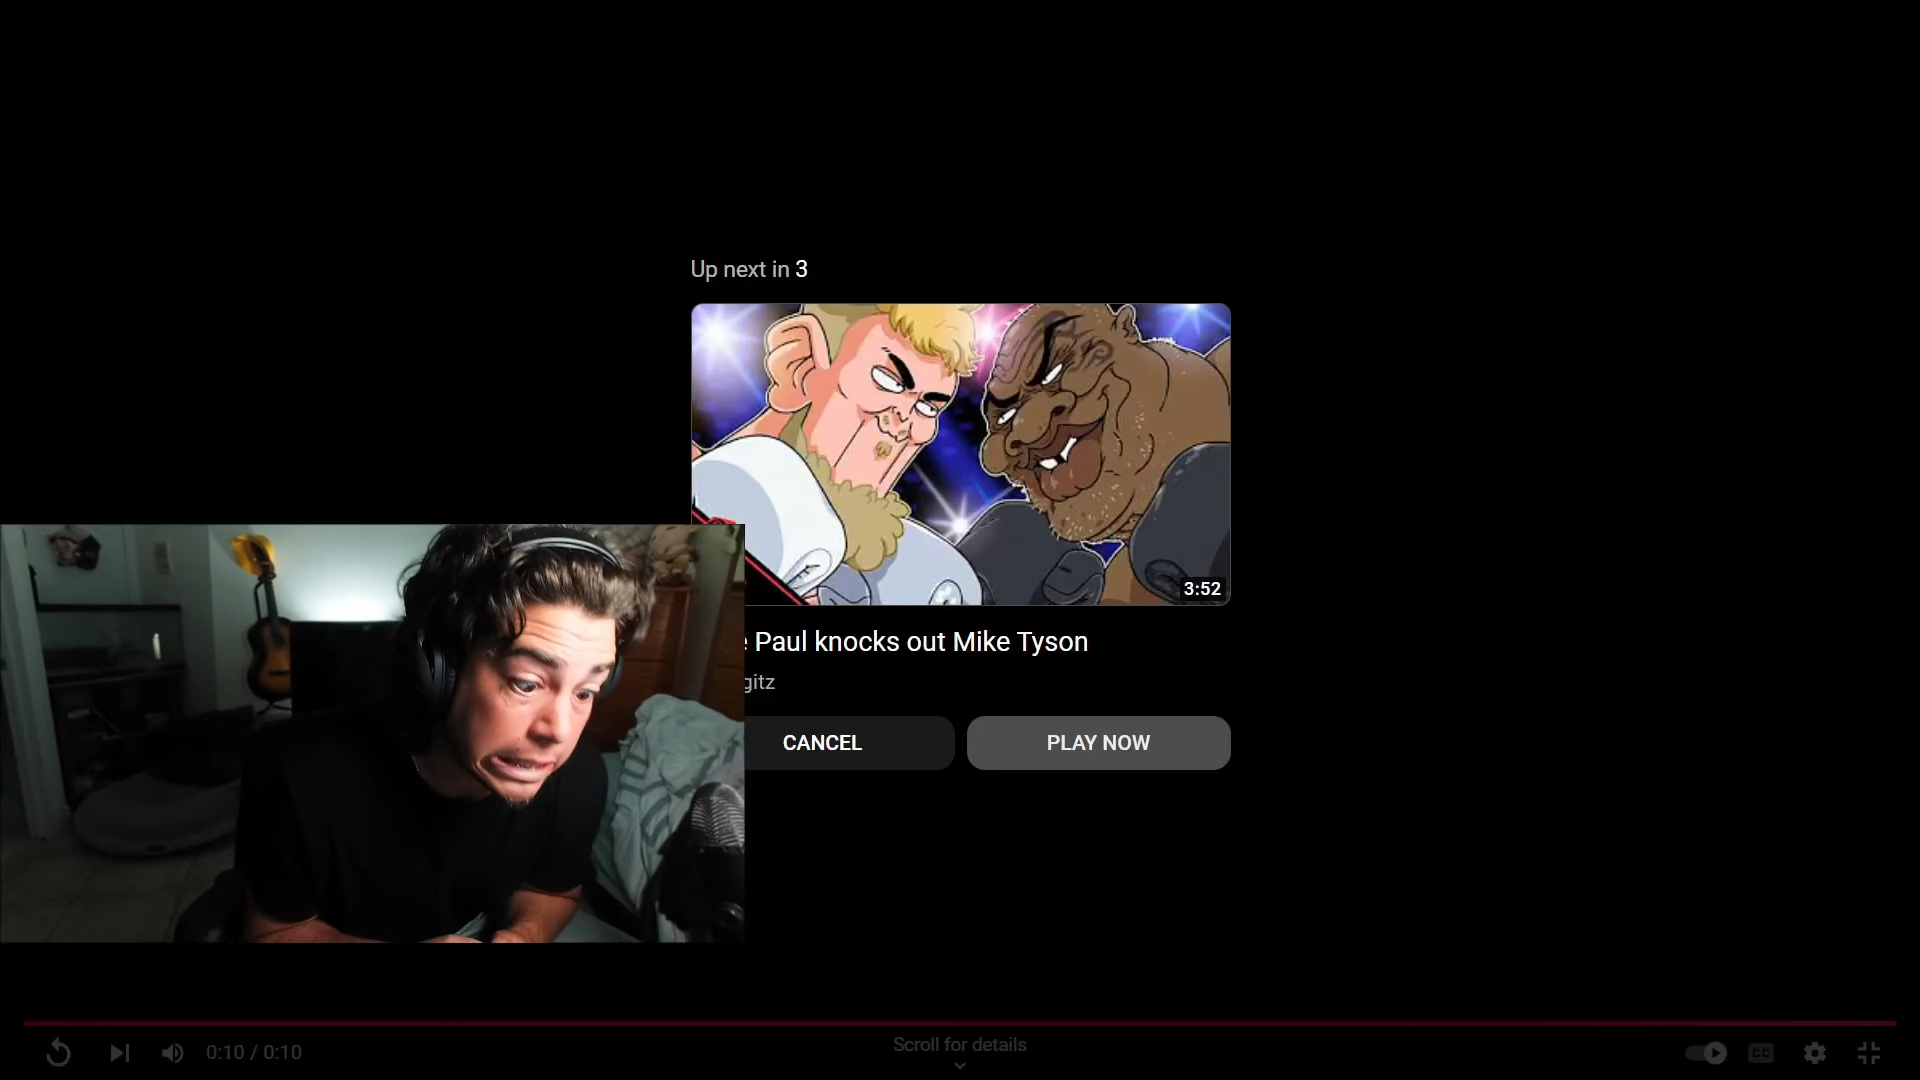 Up next in 3
3:52
Paul knocks out Mike Tyson
gitz
CANCEL
PLAY NOW
0:10 / 0:10
Scroll for details
CC